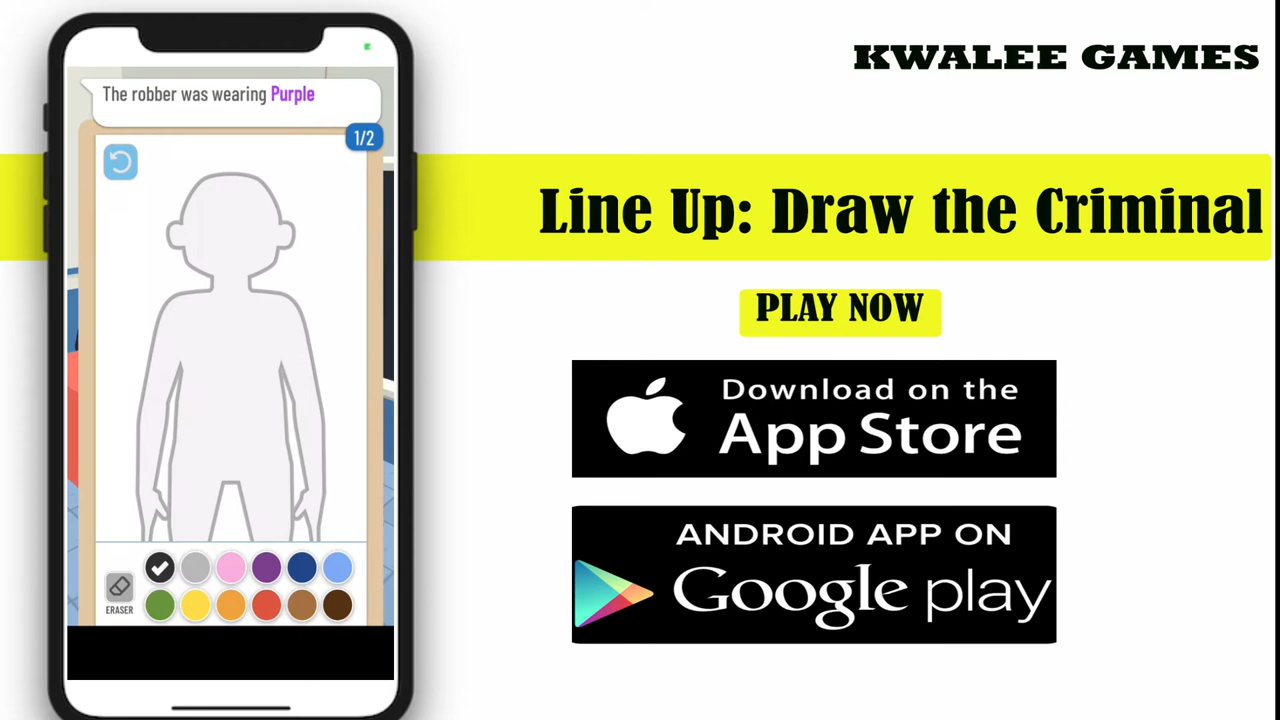 The robber was wearing Purple
1/2
ERASER
KWALEE GAMES
Line Up: Draw the Criminal
PLAY NOW
Download on the
App Store
ANDROID APP ON
Google play